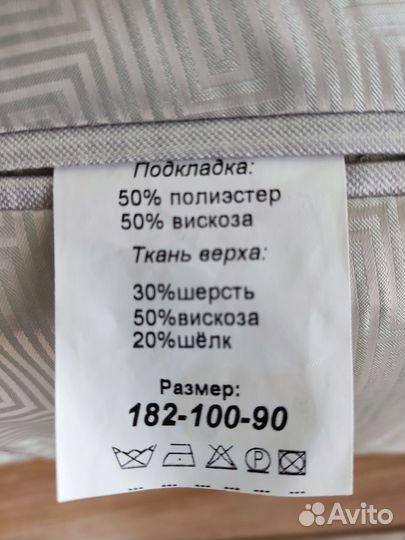 Подкладка:
50% полиэстер
50% вискоза
Ткань верха:
30%шерсть
50%вискоза
20%шёлк
Размер:
182-100-90
P
Avito